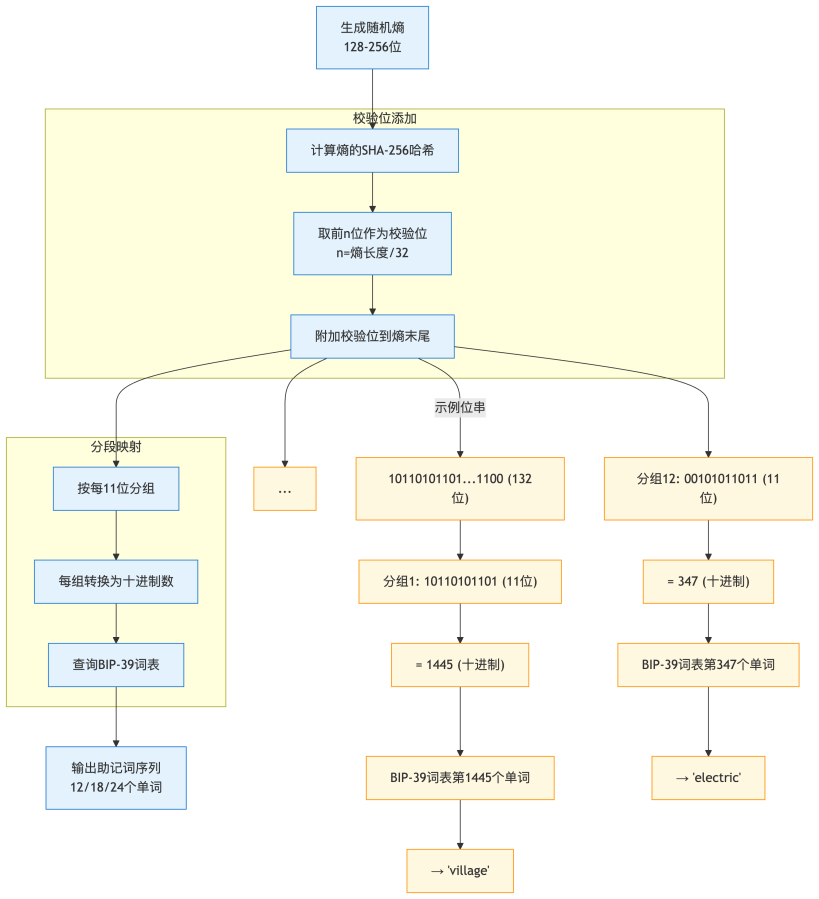 生成随机熵
128-256位
校验位添加
计算熵的SHA-256哈希
取前n位作为校验位
n=熵长度/32
附加校验位到熵末尾
示例位串
分段映射
按每11位分组
每组转换为十进制数
查询BIP-39词表
输出助记词序列
12/18/24个单词
...
10110101101...1100 (132
位)
分组1: 10110101101 (11位)
= 1445 (十进制)
BIP-39词表第1445个单词
→ 'village'
分组12: 00101011011 (11
位)
= 347 (十进制)
BIP-39词表第347个单词
→ 'electric'